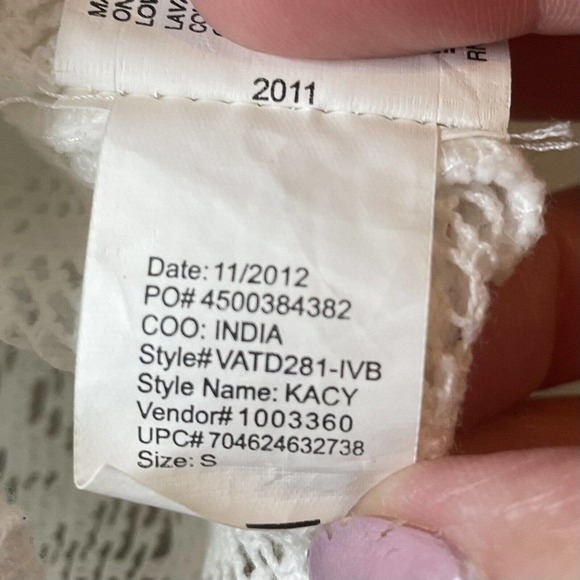 2011
Date: 11/2012
PO# 4500384382
COO: INDIA
Style# VATD281-IVB
Style Name: KACY
Vendor# 1003360
UPC# 704624632738
Size: S